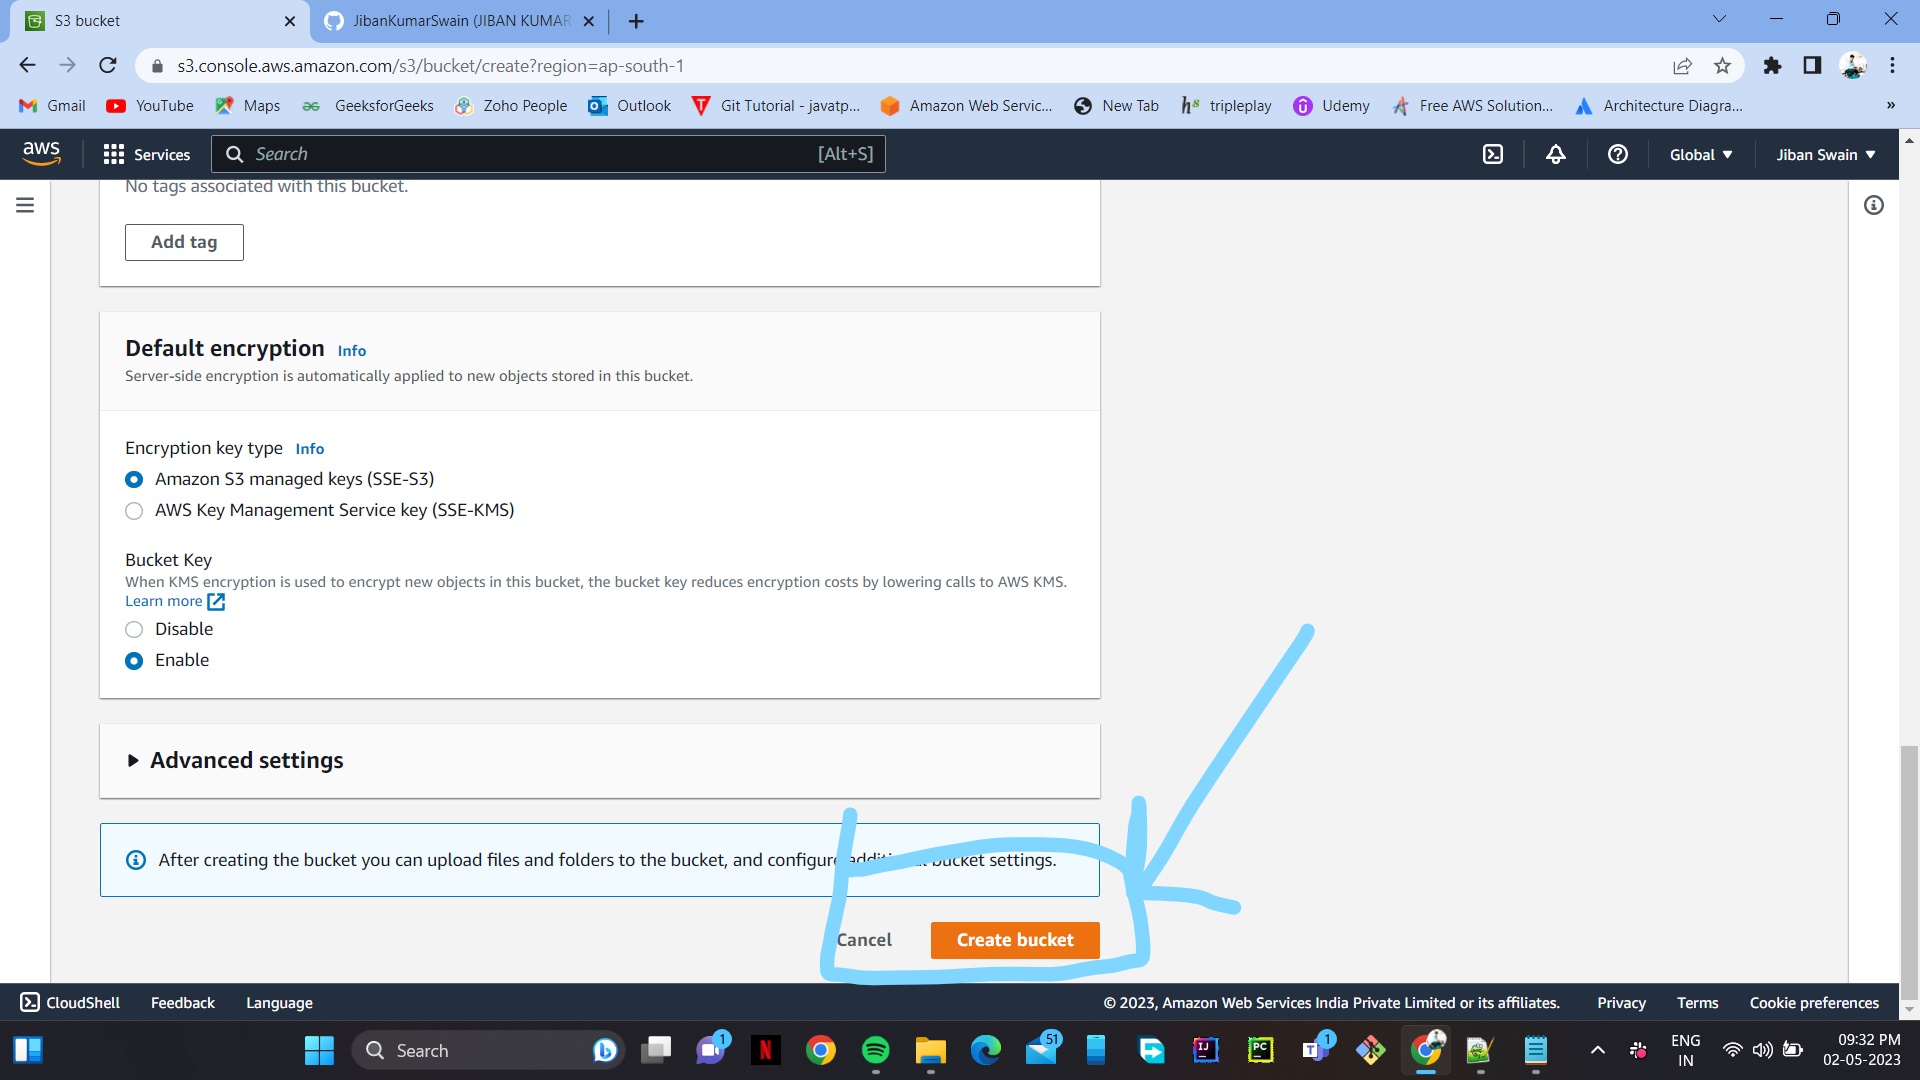 S3 bucket
JibanKumarSwain (JIBAN KUMAR
s3.console.aws.amazon.com/s3/bucket/create?region=ap-south-1
Gmail YouTube Maps GeeksforGeeks Zoho People Outlook Git Tutorial - javatp... Amazon Web Servic... New Tab tripleplay Udemy Free AWS Solution... Architecture Diagra... »
aws Services Search [Alt+S] Global Jiban Swain
No tags associated with this bucket.
Add tag
Default encryption Info
Server-side encryption is automatically applied to new objects stored in this bucket.
Encryption key type Info
Amazon S3 managed keys (SSE-S3)
AWS Key Management Service key (SSE-KMS)
Bucket Key
When KMS encryption is used to encrypt new objects in this bucket, the bucket key reduces encryption costs by lowering calls to AWS KMS.
Learn more
Disable
Enable
Advanced settings
After creating the bucket you can upload files and folders to the bucket, and configure additional bucket settings.
Cancel Create bucket
CloudShell Feedback Language © 2023, Amazon Web Services India Private Limited or its affiliates. Privacy Terms Cookie preferences
Search 1 51 1 ENG 09:32 PM
IN 02-05-2023